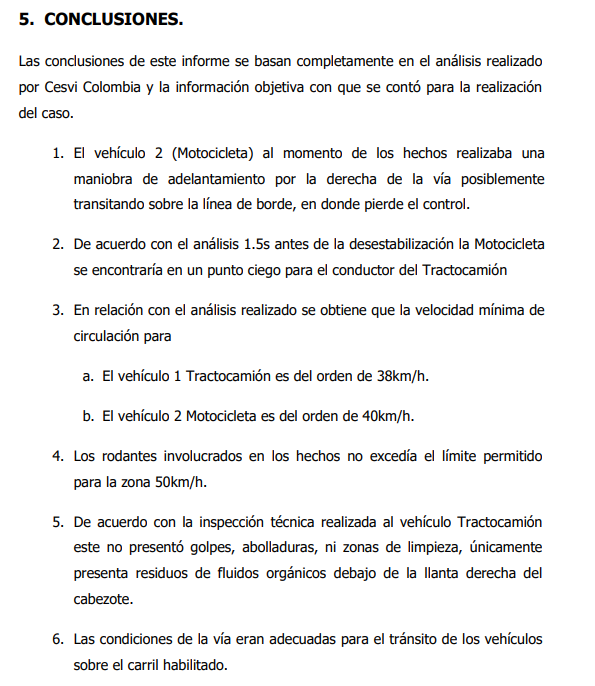 5. CONCLUSIONES.
Las conclusiones de este informe se basan completamente en el análisis realizado
por Cesvi Colombia y la información objetiva con que se contó para la realización
del caso.
1. El vehículo 2 (Motocicleta) al momento de los hechos realizaba una
maniobra de adelantamiento por la derecha de la vía posiblemente
transitando sobre la línea de borde, en donde pierde el control.
2. De acuerdo con el análisis 1.5s antes de la desestabilización la Motocicleta
se encontraría en un punto ciego para el conductor del Tractocamión
3. En relación con el análisis realizado se obtiene que la velocidad mínima de
circulación para
a. El vehículo 1 Tractocamión es del orden de 38km/h.
b. El vehículo 2 Motocicleta es del orden de 40km/h.
4. Los rodantes involucrados en los hechos no excedía el límite permitido
para la zona 50km/h.
5. De acuerdo con la inspección técnica realizada al vehículo Tractocamión
este no presentó golpes, abolladuras, ni zonas de limpieza, únicamente
presenta residuos de fluidos orgánicos debajo de la llanta derecha del
cabezote.
6. Las condiciones de la vía eran adecuadas para el tránsito de los vehículos
sobre el carril habilitado.